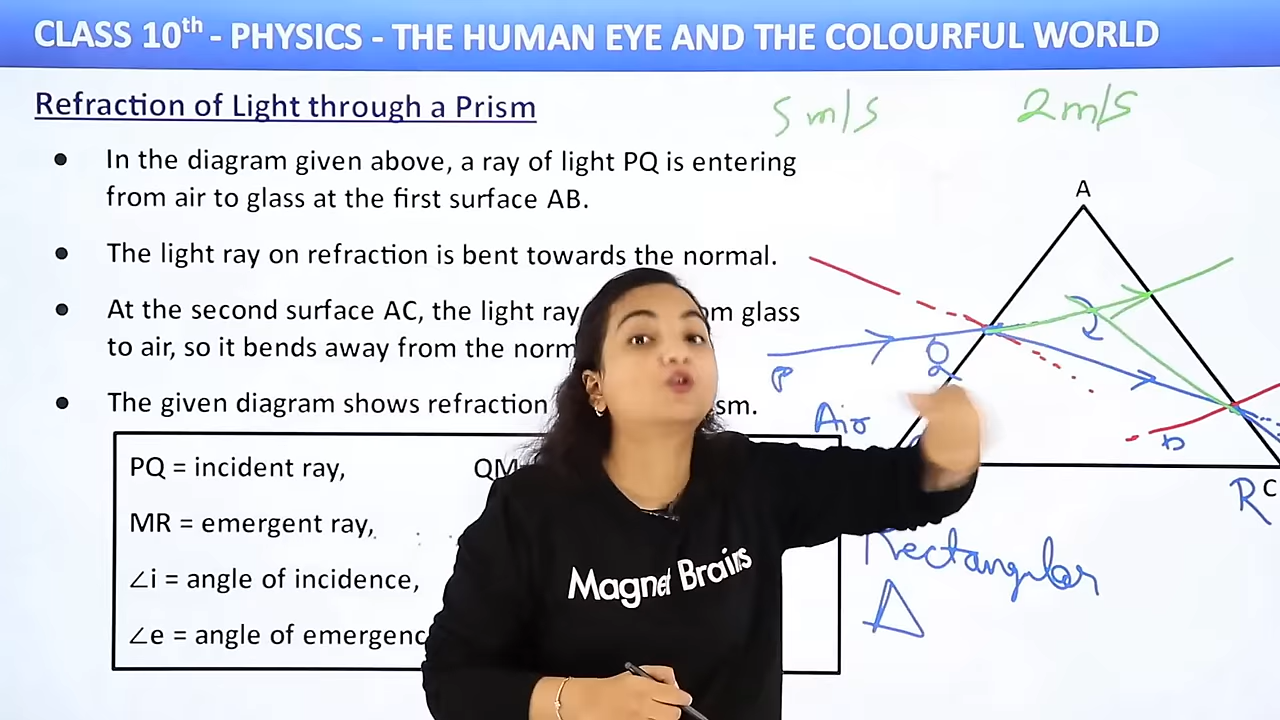 CLASS 10th - PHYSICS - THE HUMAN EYE AND THE COLOURFUL WORLD
Refraction of Light through a Prism
5 m/s
2 m/s
• In the diagram given above, a ray of light PQ is entering
from air to glass at the first surface AB.
• The light ray on refraction is bent towards the normal.
• At the second surface AC, the light ray glass
to air, so it bends away from the
• The given diagram shows refraction
PQ = incident ray,
MR = emergent ray,
∠i = angle of incidence,
∠e = angle of
A
P
Q
Air
R
C
Rectangular
Magnet Brains